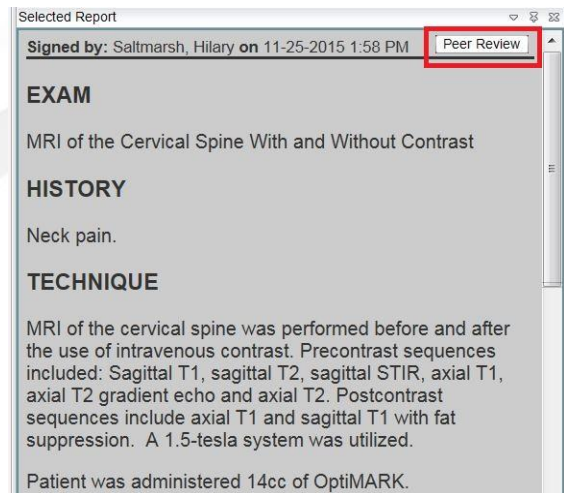 Selected Report
Signed by: Saltmarsh, Hilary on 11-25-2015 1:58 PM Peer Review
EXAM
MRI of the Cervical Spine With and Without Contrast
HISTORY
Neck pain.
TECHNIQUE
MRI of the cervical spine was performed before and after
the use of intravenous contrast. Precontrast sequences
included: Sagittal T1, sagittal T2, sagittal STIR, axial T1,
axial T2 gradient echo and axial T2. Postcontrast
sequences include axial T1 and sagittal T1 with fat
suppression. A 1.5-tesla system was utilized.
Patient was administered 14cc of OptiMARK.